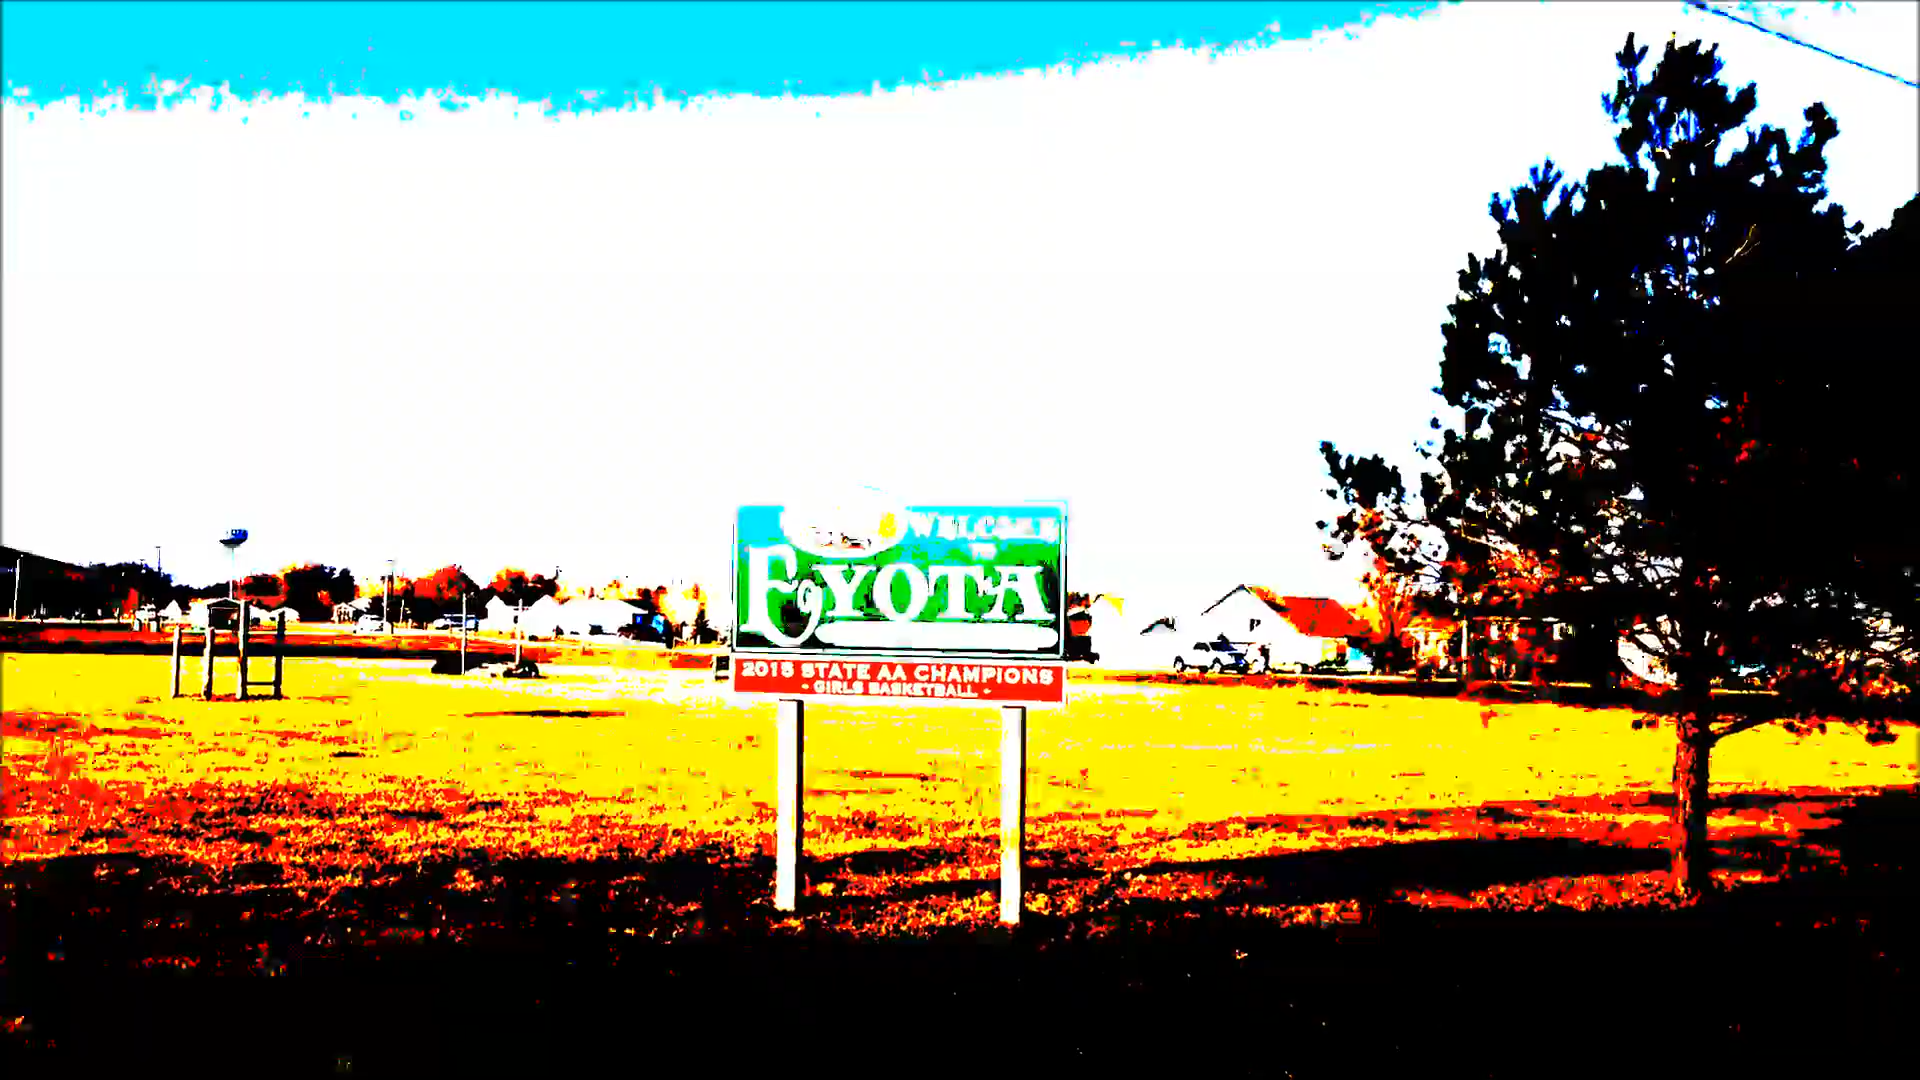 WELCOME
TO
EYOTA
2015 STATE AA CHAMPIONS
- GIRLS BASKETBALL -